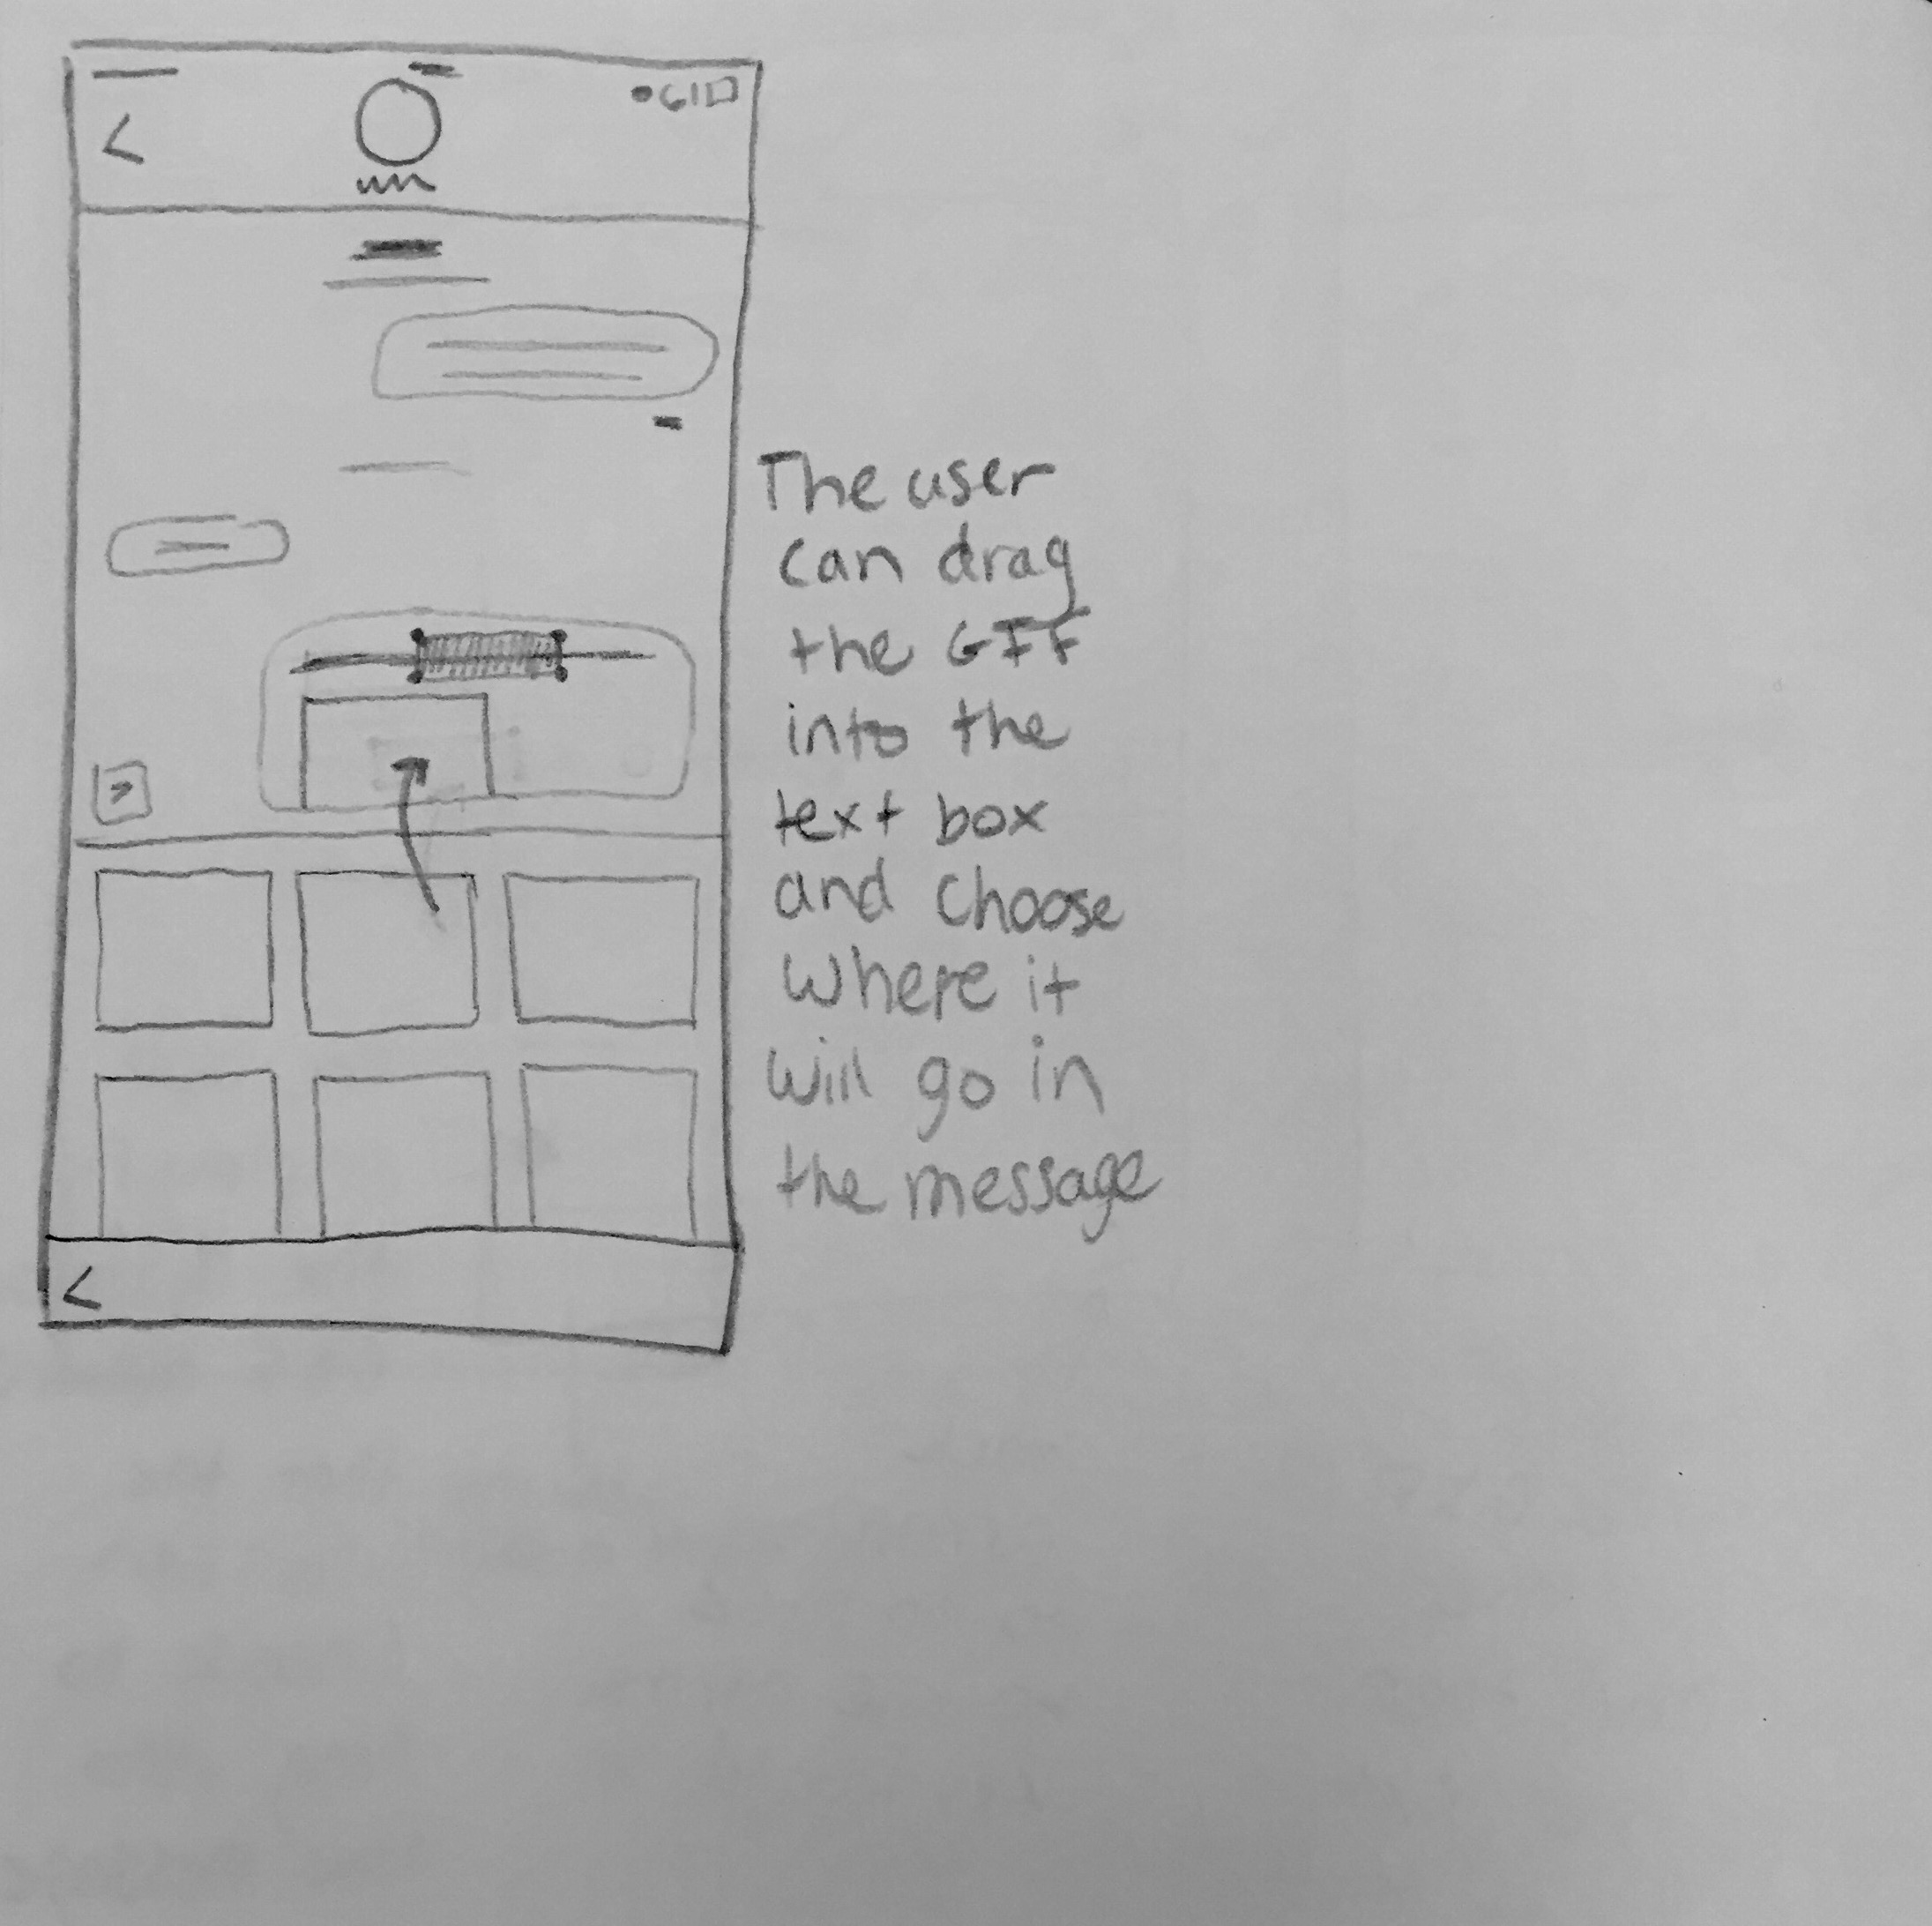 The user
can drag
the GIF
into the
text box
and choose
where it
will go in
the message